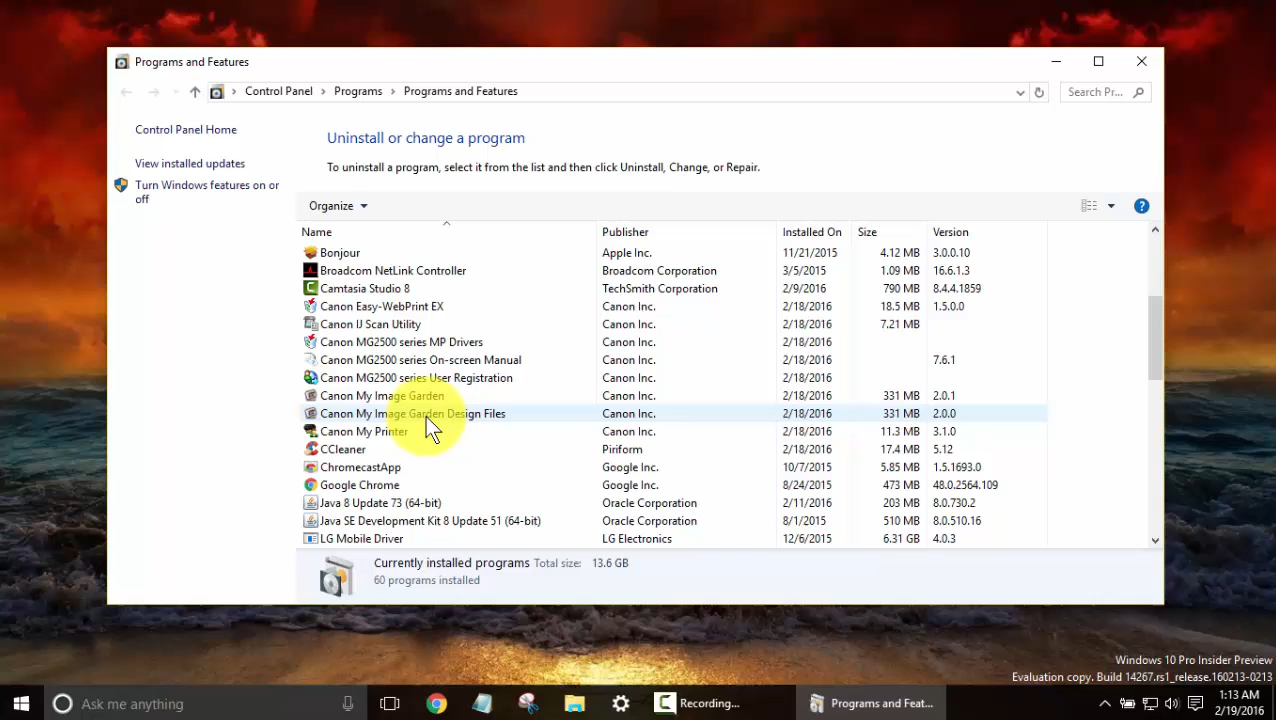 Programs and Features
Control Panel > Programs > Programs and Features
Search Pr...
Control Panel Home
View installed updates
Turn Windows features on or
off
Uninstall or change a program
To uninstall a program, select it from the list and then click Uninstall, Change, or Repair.
Organize
Name Publisher Installed On Size Version
Bonjour Apple Inc. 11/21/2015 4.12 MB 3.0.0.10
Broadcom NetLink Controller Broadcom Corporation 3/5/2015 1.09 MB 16.6.1.3
Camtasia Studio 8 TechSmith Corporation 2/9/2016 790 MB 8.4.4.1859
Canon Easy-WebPrint EX Canon Inc. 2/18/2016 18.5 MB 1.5.0.0
Canon IJ Scan Utility Canon Inc. 2/18/2016 7.21 MB
Canon MG2500 series MP Drivers Canon Inc. 2/18/2016
Canon MG2500 series On-screen Manual Canon Inc. 2/18/2016 7.6.1
Canon MG2500 series User Registration Canon Inc. 2/18/2016
Canon My Image Garden Canon Inc. 2/18/2016 331 MB 2.0.1
Canon My Image Garden Design Files Canon Inc. 2/18/2016 331 MB 2.0.0
Canon My Printer Canon Inc. 2/18/2016 11.3 MB 3.1.0
CCleaner Piriform 2/18/2016 17.4 MB 5.12
ChromecastApp Google Inc. 10/7/2015 5.85 MB 1.5.1693.0
Google Chrome Google Inc. 8/24/2015 473 MB 48.0.2564.109
Java 8 Update 73 (64-bit) Oracle Corporation 2/11/2016 203 MB 8.0.730.2
Java SE Development Kit 8 Update 51 (64-bit) Oracle Corporation 8/1/2015 510 MB 8.0.510.16
LG Mobile Driver LG Electronics 12/6/2015 6.31 GB 4.0.3
Currently installed programs Total size: 13.6 GB
60 programs installed
Windows 10 Pro Insider Preview
Evaluation copy. Build 14267.rs1_release.160213-0213
Ask me anything
Recording...
Programs and Feat...
1:13 AM
2/19/2016